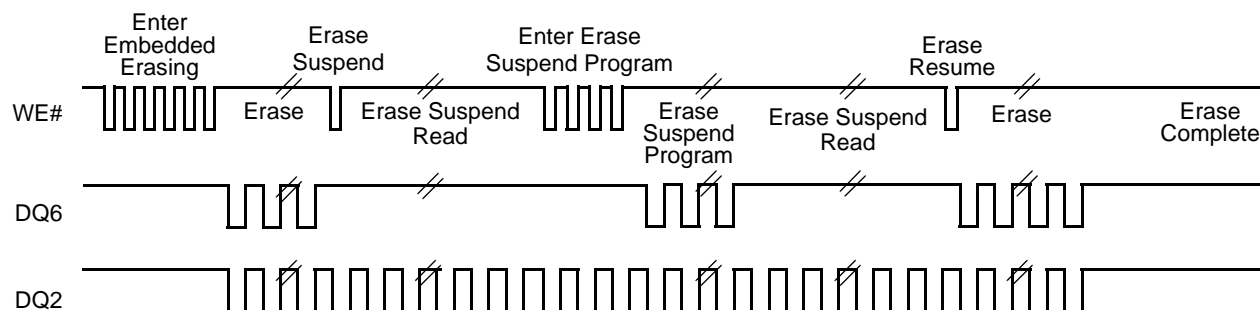 Enter
Embedded
Erasing
Erase
Suspend
Enter Erase
Suspend Program
Erase
Resume
WE#
Erase
Erase Suspend
Read
Erase
Suspend
Program
Erase Suspend
Read
Erase
Erase
Complete
DQ6
DQ2